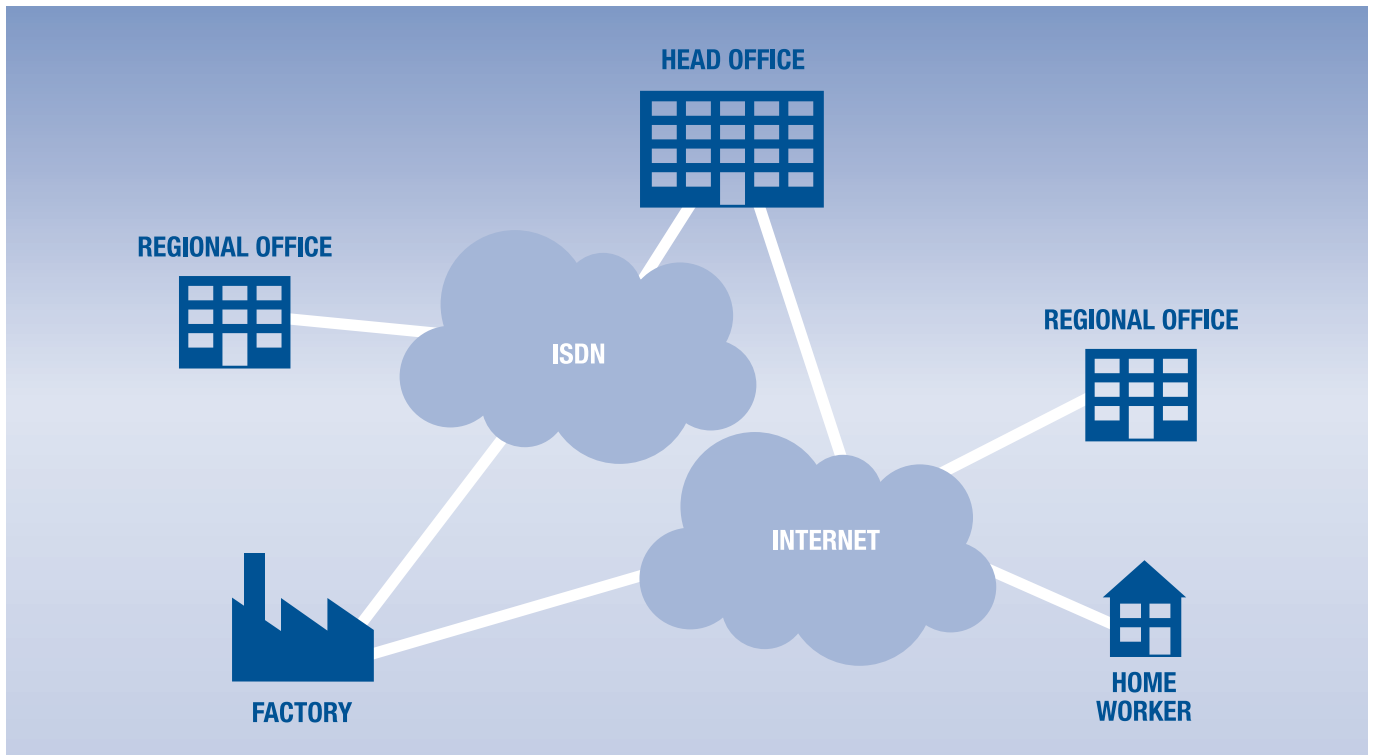 HEAD OFFICE
REGIONAL OFFICE
REGIONAL OFFICE
ISDN
INTERNET
HOME
WORKER
FACTORY